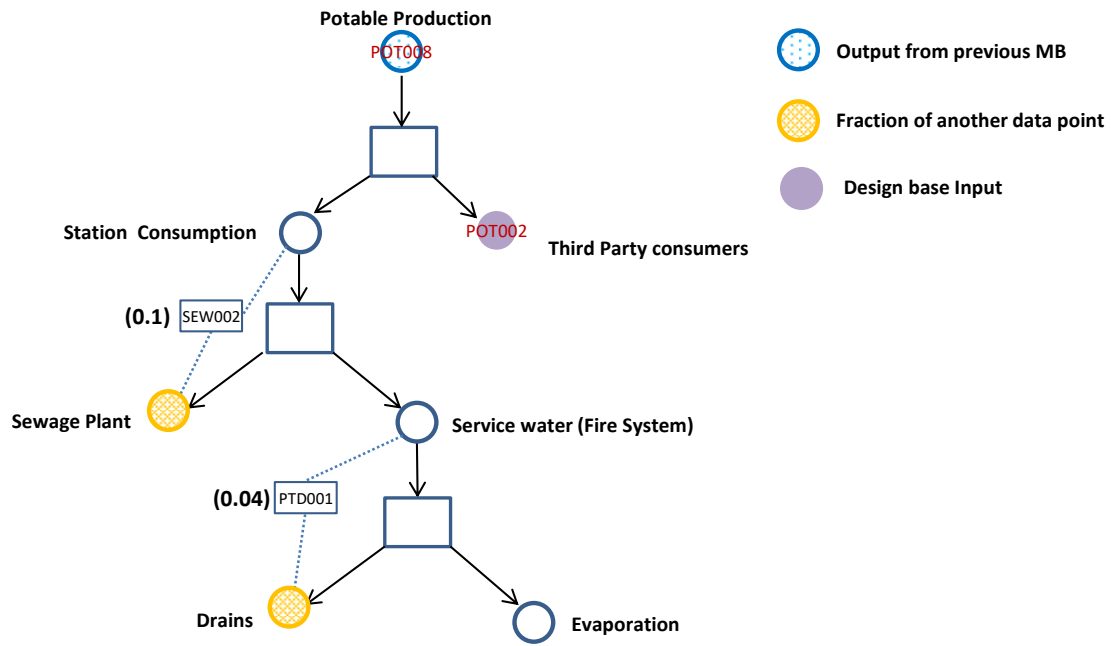 Potable Production
POT008
Output from previous MB
Fraction of another data point
Design base Input
Station  Consumption
POT002
Third Party consumers
(0.1)
SEW002
Sewage Plant
Service water (Fire System)
(0.04)
PTD001
Drains
Evaporation